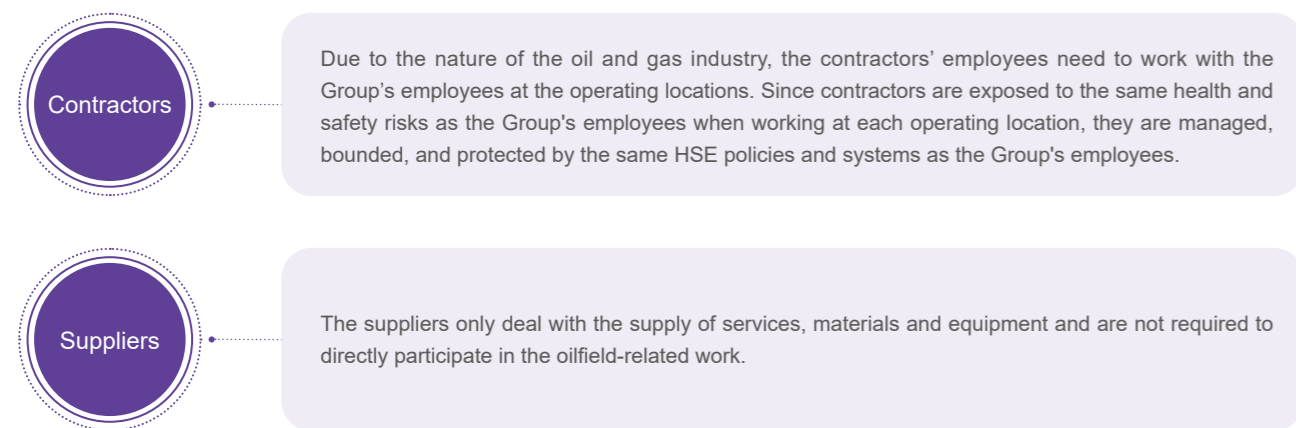 Contractors
Due to the nature of the oil and gas industry, the contractors’ employees need to work with the
Group’s employees at the operating locations. Since contractors are exposed to the same health and
safety risks as the Group's employees when working at each operating location, they are managed,
bounded, and protected by the same HSE policies and systems as the Group's employees.
Suppliers
The suppliers only deal with the supply of services, materials and equipment and are not required to
directly participate in the oilfield-related work.